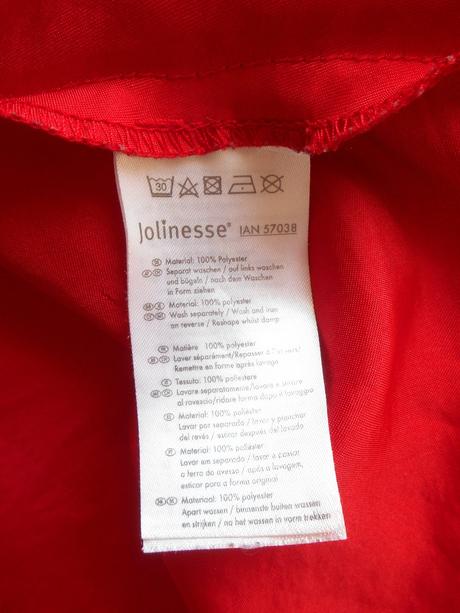 30
Jolinesse® IAN 57038
Material: 100% Polyester
Separat waschen / auf links waschen
und bügeln / nach dem Waschen
in Form ziehen
Material: 100% polyester
Wash separately / Wash and iron
on reverse / Reshape whilst damp
Matière 100% polyester
Laver séparément/Repasser à l'envers/
Remettre en forme après lavage
Tessuto: 100% poliestere
Lavare separatamente/lavare e stirare
al rovescio/ridare forma dopo il lavaggio
Material: 100% poliéster
Lavar por separado / lavar y planchar
del revés / estirar después del lavado
Material: 100% poliéster
Lavar em separado / lavar e passar
a ferro do avesso / após a lavagem,
esticar para a forma original
Materiaal: 100% polyester
Apart wassen / binnenste buiten wassen
en strijken / na het wassen in vorm trekken